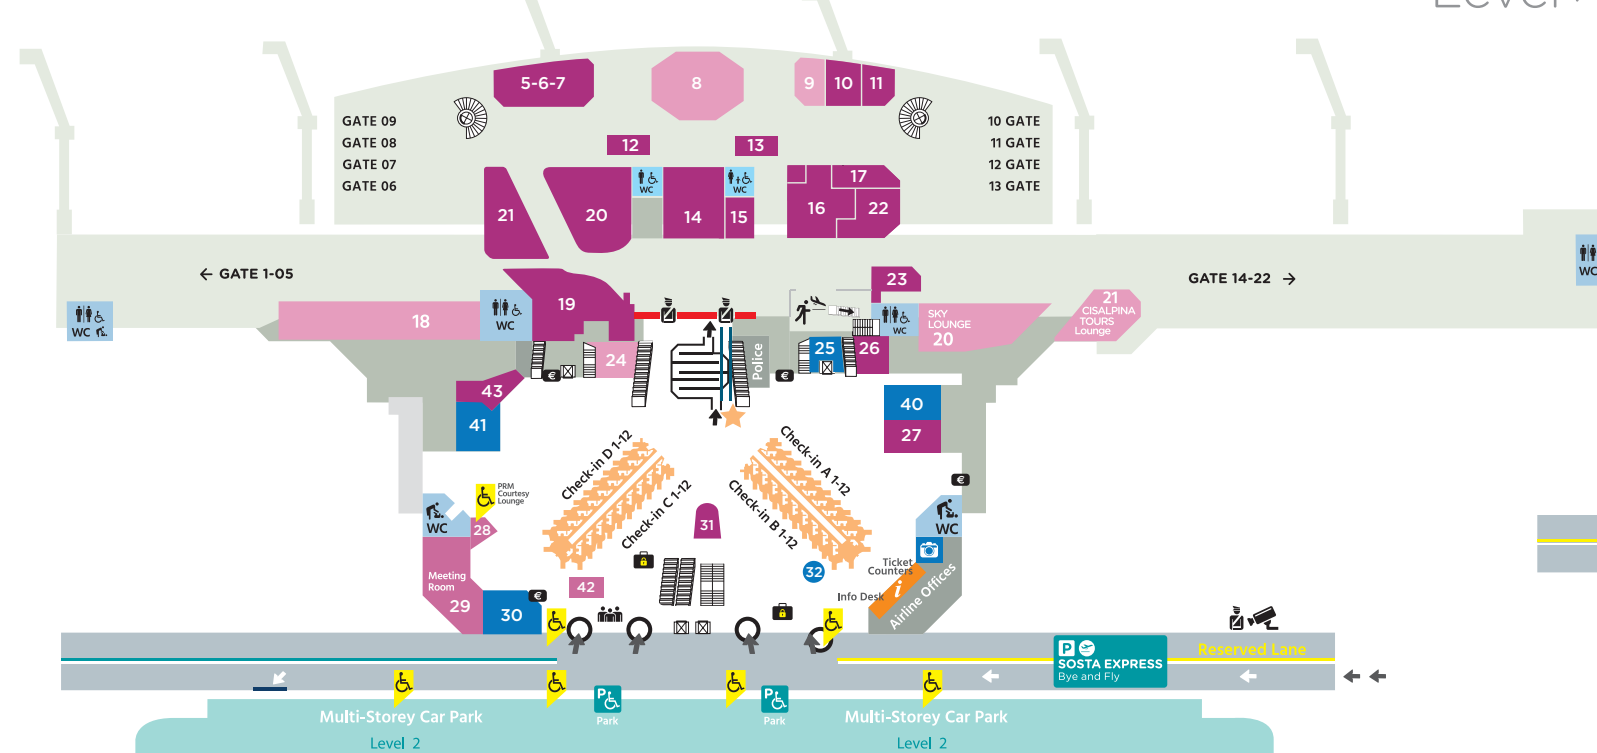 5-6-7
8
9
10
11
GATE 09
GATE 08
GATE 07
GATE 06
10 GATE
11 GATE
12 GATE
13 GATE
12
13
WC
WC
17
21
20
14
15
16
22
← GATE 1-05
GATE 14-22 →
WC
23
19
18
WC
WC
WC
SKY
LOUNGE
20
21
CISALPINA
TOURS
Lounge
24
Police
25
26
€
€
43
41
40
27
Check-in D 1-12
Check-in C 1-12
Check-in A 1-12
Check-in B 1-12
€
PRM
Courtesy
Lounge
WC
28
31
WC
Meeting
Room
29
30
€
42
32
Ticket
Counters
Info Desk
i
Airline Offices
P
SOSTA EXPRESS
Bye and Fly
Reserved Lane
P
Park
P
Park
Multi-Storey Car Park
Level 2
Multi-Storey Car Park
Level 2